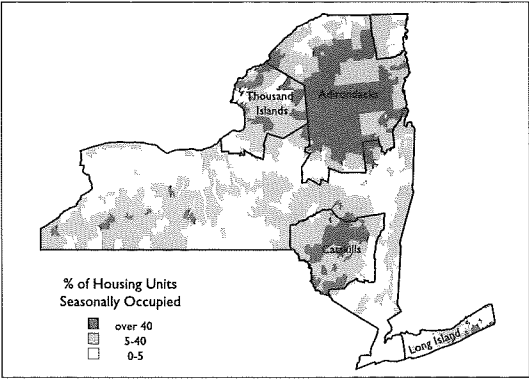 Thousand
Islands
Adirondacks
Catskills
Long Island
% of Housing Units
Seasonally Occupied
over 40
5-40
0-5